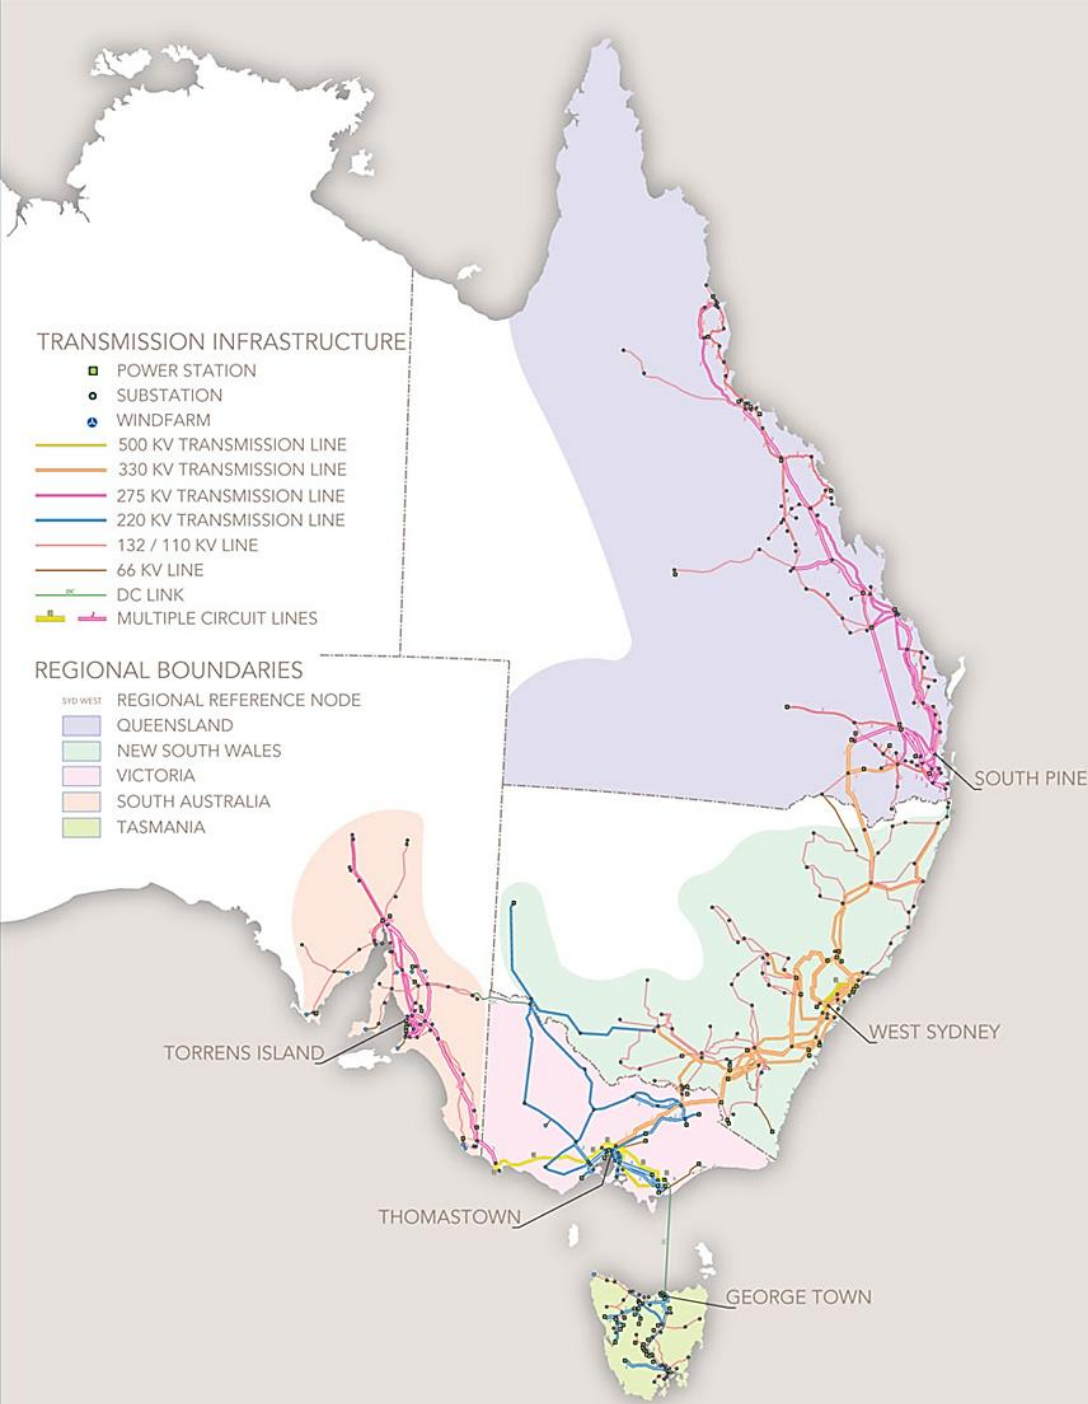 TRANSMISSION INFRASTRUCTURE
POWER STATION
SUBSTATION
WINDFARM
500 KV TRANSMISSION LINE
330 KV TRANSMISSION LINE
275 KV TRANSMISSION LINE
220 KV TRANSMISSION LINE
132 / 110 KV LINE
66 KV LINE
DC
DC LINK
MULTIPLE CIRCUIT LINES
REGIONAL BOUNDARIES
SYD WEST REGIONAL REFERENCE NODE
QUEENSLAND
NEW SOUTH WALES
VICTORIA
SOUTH AUSTRALIA
TASMANIA
SOUTH PINE
WEST SYDNEY
TORRENS ISLAND
THOMASTOWN
GEORGE TOWN